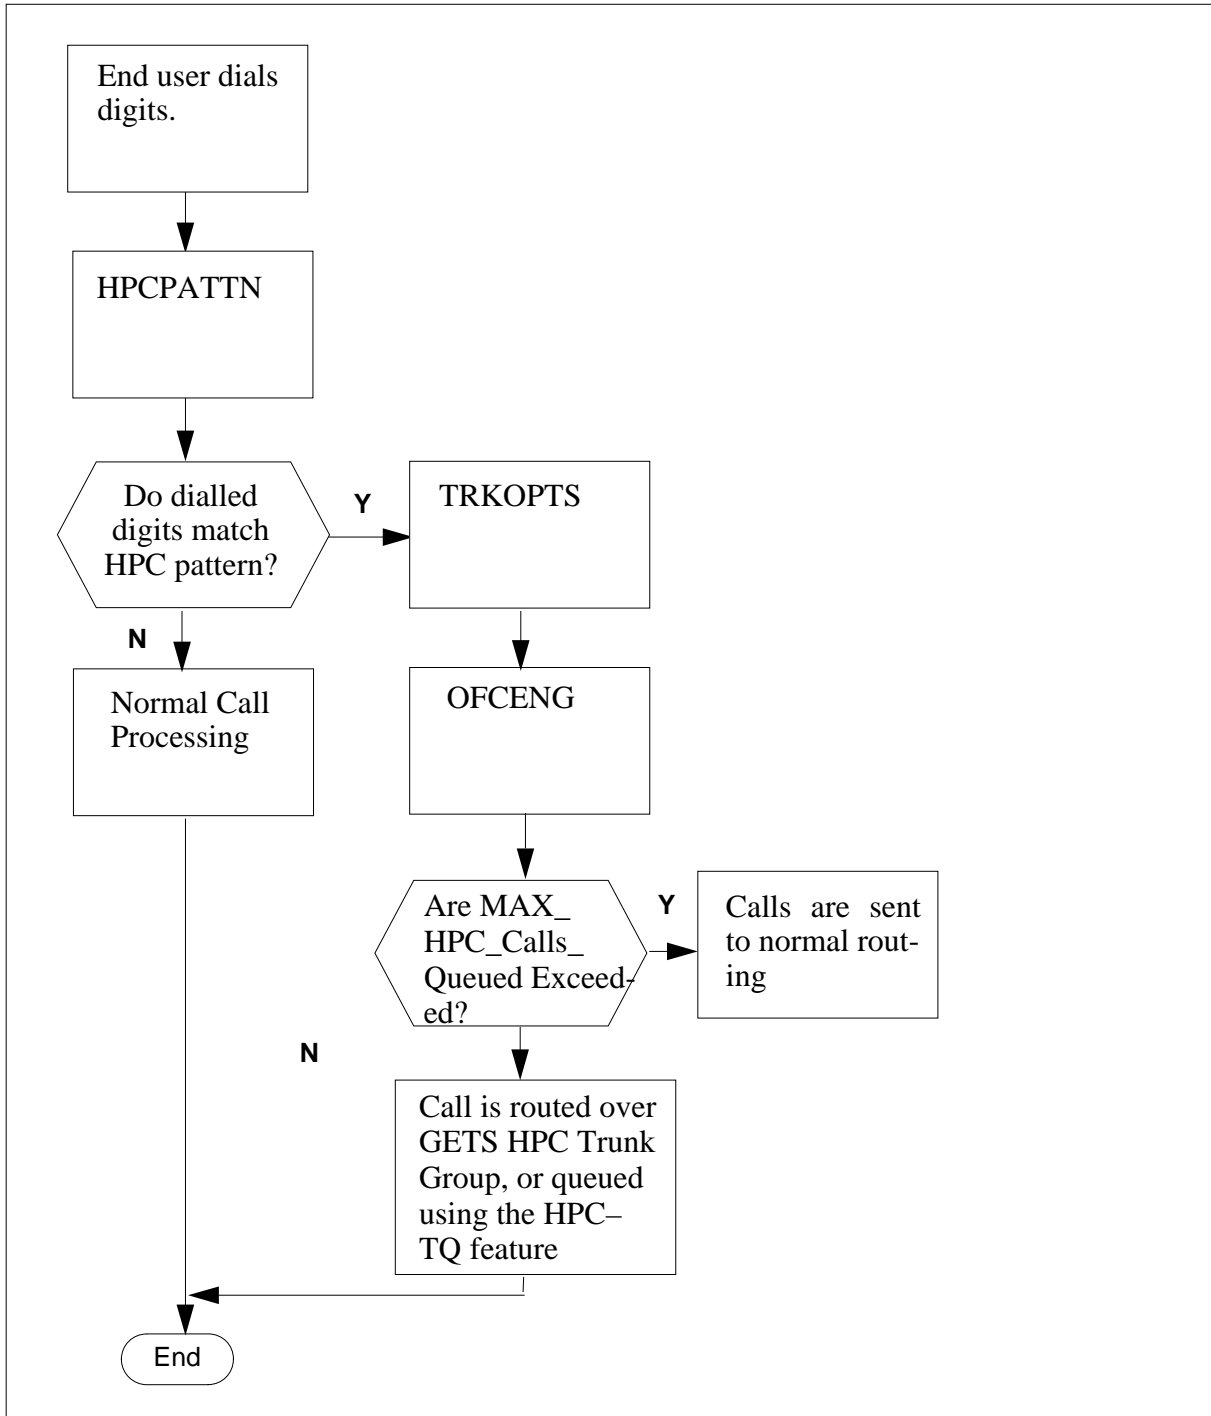 End user dials
digits.
HPCPATTN
Do dialled
digits match
HPC pattern?
Y
TRKOPTS
N
Normal Call
Processing
OFCENG
Are MAX_
HPC_Calls_
Queued Exceed-
ed?
Y
Calls are sent
to normal rout-
ing
N
Call is routed over
GETS HPC Trunk
Group, or queued
using the HPC–
TQ feature
End